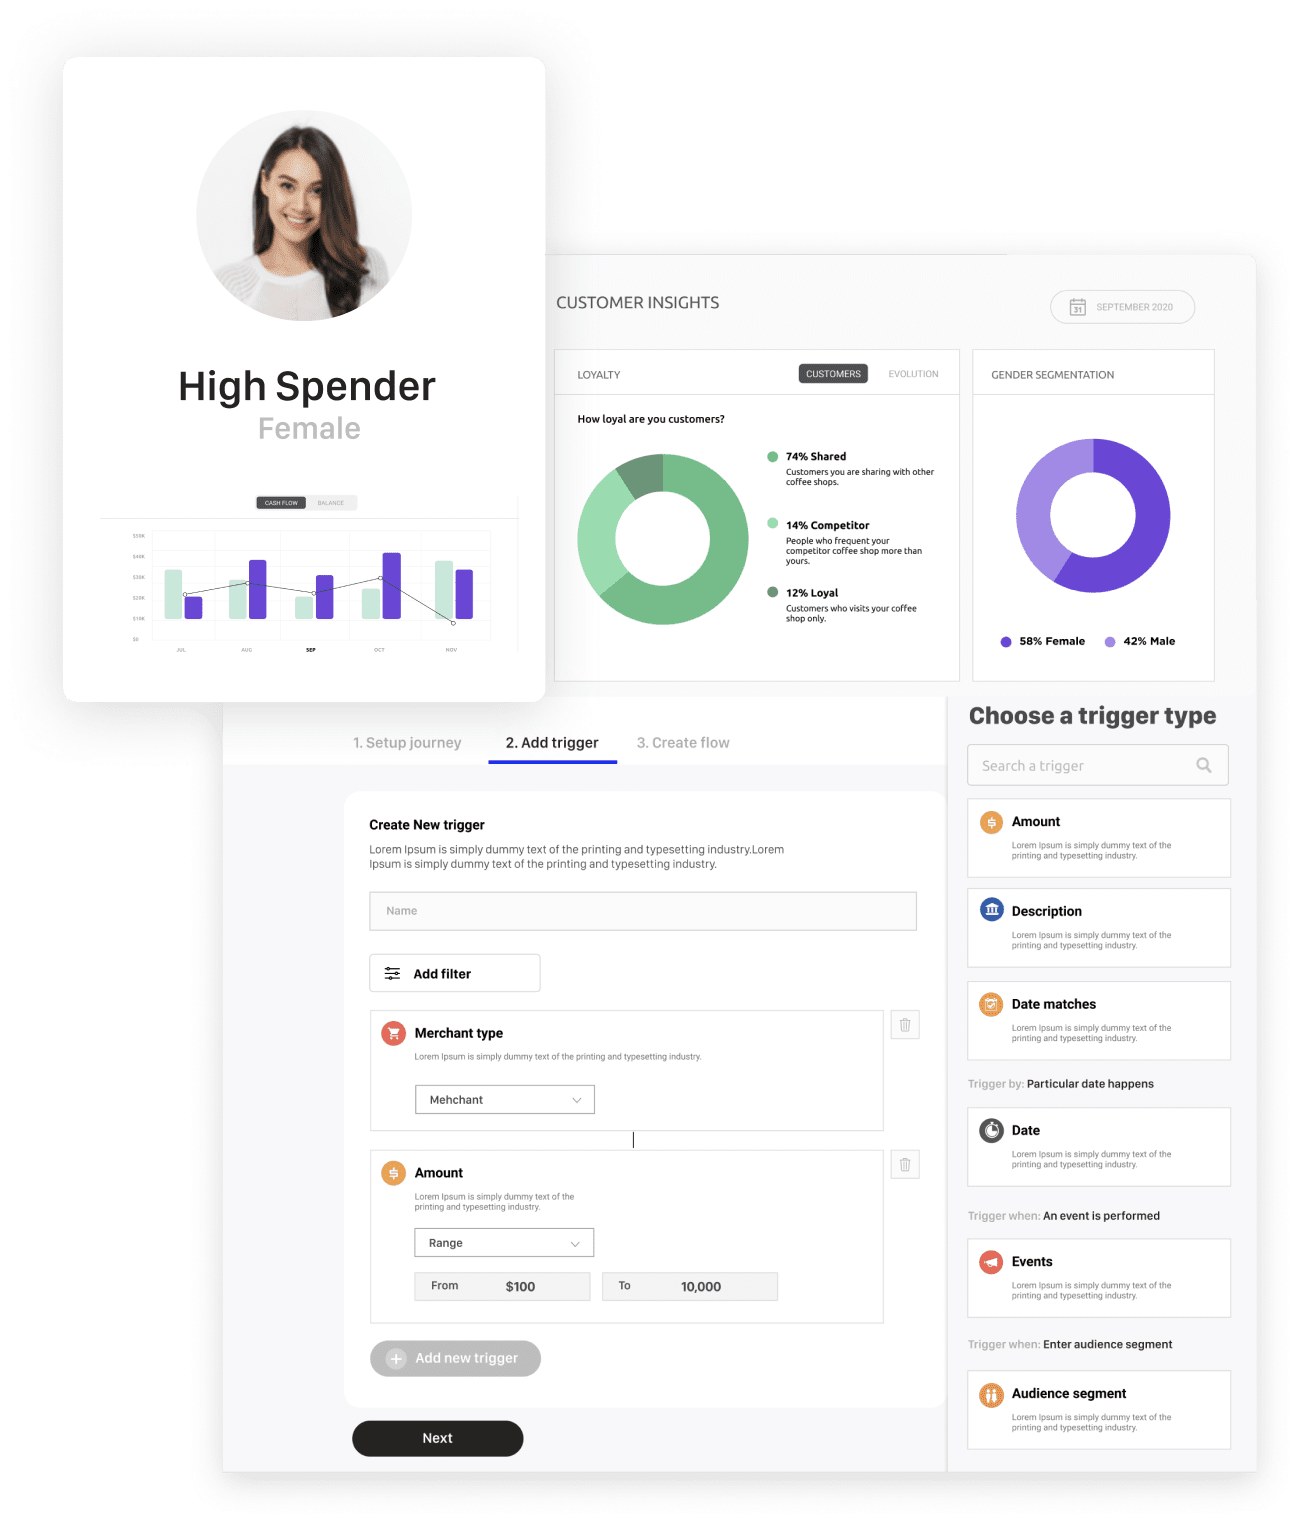 High Spender
Female
CASH FLOW
BALANCE
$50K
$40K
$30K
$20K
$10K
$0
JUL
AUG
SEP
OCT
NOV
CUSTOMER INSIGHTS
31
SEPTEMBER 2020
LOYALTY
CUSTOMERS
EVOLUTION
How loyal are you customers?
74% Shared
Customers you are sharing with other
coffee shops.
14% Competitor
People who frequent your
competitor coffee shop more than
yours.
12% Loyal
Customers who visits your coffee
shop only.
GENDER SEGMENTATION
58% Female
42% Male
1. Setup journey
2. Add trigger
3. Create flow
Create New trigger
Lorem Ipsum is simply dummy text of the printing and typesetting industry.Lorem
Ipsum is simply dummy text of the printing and typesetting industry.
Name
Add filter
Merchant type
Lorem Ipsum is simply dummy text of the printing and typesetting industry.
Mehchant
Amount
Lorem Ipsum is simply dummy text of the
printing and typesetting industry.
Range
From
$100
To
10,000
Add new trigger
Next
Choose a trigger type
Search a trigger
Amount
Lorem Ipsum is simply dummy text of the
printing and typesetting industry.
Description
Lorem Ipsum is simply dummy text of the
printing and typesetting industry.
Date matches
Lorem Ipsum is simply dummy text of the
printing and typesetting industry.
Trigger by: Particular date happens
Date
Lorem Ipsum is simply dummy text of the
printing and typesetting industry.
Trigger when: An event is performed
Events
Lorem Ipsum is simply dummy text of the
printing and typesetting industry.
Trigger when: Enter audience segment
Audience segment
Lorem Ipsum is simply dummy text of the
printing and typesetting industry.